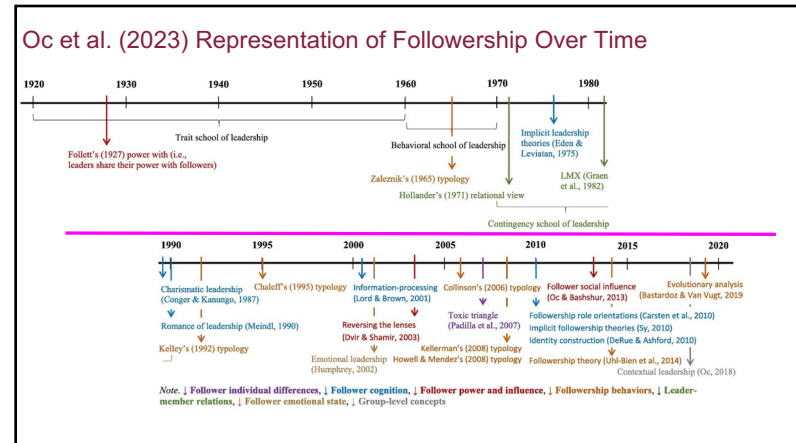 Oc et al. (2023) Representation of Followership Over Time
1920 1930 1940 1950 1960 1970 1980
Trait school of leadership
Behavioral school of leadership
Follett's (1927) power with (i.e.,
leaders share their power with followers)
Implicit leadership
theories (Eden &
Leviatan, 1975)
Zaleznik's (1965) typology
LMX (Graen
et al., 1982)
Hollander's (1971) relational view
Contingency school of leadership
1990 1995 2000 2005 2010 2015 2020
Charismatic leadership
(Conger & Kanungo, 1987)
Romance of leadership (Meindl, 1990)
Kelley's (1992) typology
Chaleff's (1995) typology
Information-processing
(Lord & Brown, 2001)
Reversing the lenses
(Dvir & Shamir, 2003)
Emotional leadership
(Humphrey, 2002)
Collinson's (2006) typology
Toxic triangle
(Padilla et al., 2007)
Kellerman's (2008) typology
Howell & Mendez's (2008) typology
Follower social influence
(Oc & Bashshur, 2013)
Followership role orientations (Carsten et al., 2010)
Implicit followership theories (Sy, 2010)
Identity construction (DeRue & Ashford, 2010)
Followership theory (Uhl-Bien et al., 2014)
Evolutionary analysis
(Bastardoz & Van Vugt, 2019
Contextual leadership (Oc, 2018)
Note. ↓ Follower individual differences, ↓ Follower cognition, ↓ Follower power and influence, ↓ Followership behaviors, ↓ Leader-
member relations, ↓ Follower emotional state, ↓ Group-level concepts